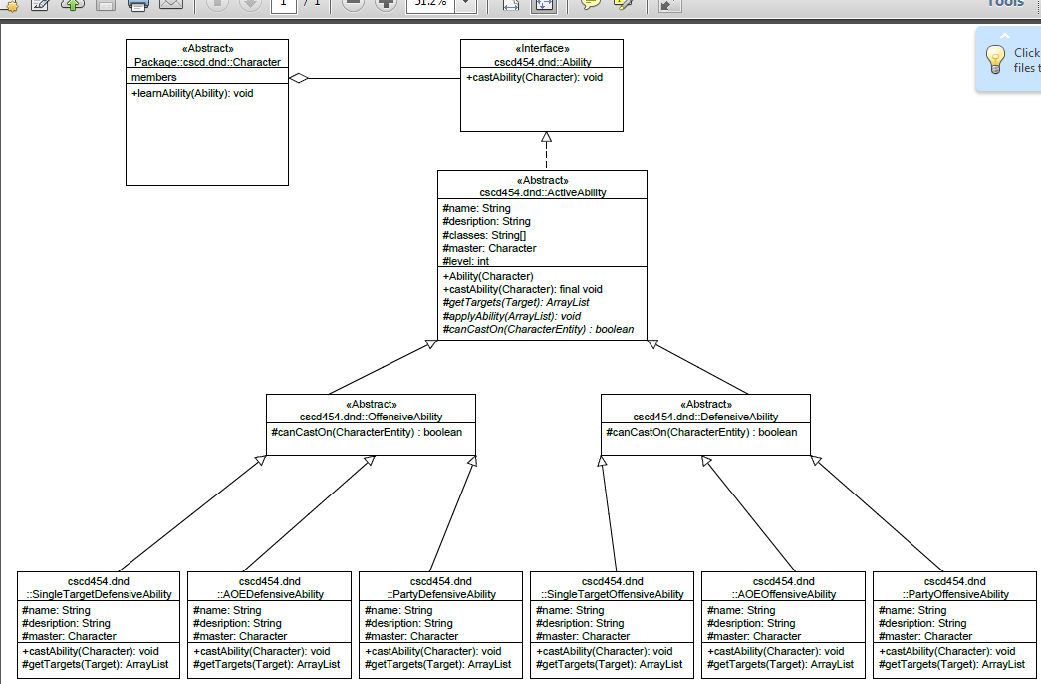 1 / 1
51.2%
Tools
Click
files t
«Abstract»
Package::cscd.dnd::Character
members
+learnAbility(Ability): void
«Interface»
cscd454.dnd::Ability
+castAbility(Character): void
«Abstract»
cscd454.dnd::ActiveAbility
#name: String
#desription: String
#classes: String[]
#master: Character
#level: int
+Ability(Character)
+castAbility(Character): final void
#getTargets(Target): ArrayList
#applyAbility(ArrayList): void
#canCastOn(CharacterEntity) : boolean
«Abstract»
cscd454.dnd::OffensiveAbility
#canCastOn(CharacterEntity) : boolean
«Abstract»
cscd454.dnd::DefensiveAbility
#canCastOn(CharacterEntity) : boolean
cscd454.dnd
::SingleTargetDefensiveAbility
#name: String
#desription: String
#master: Character
+castAbility(Character): void
#getTargets(Target): ArrayList
cscd454.dnd
::AOEDefensiveAbility
#name: String
#desription: String
#master: Character
+castAbility(Character): void
#getTargets(Target): ArrayList
cscd454.dnd
::PartyDefensiveAbility
#name: String
#desription: String
#master: Character
+castAbility(Character): void
#getTargets(Target): ArrayList
cscd454.dnd
::SingleTargetOffensiveAbility
#name: String
#desription: String
#master: Character
+castAbility(Character): void
#getTargets(Target): ArrayList
cscd454.dnd
::AOEOffensiveAbility
#name: String
#desription: String
#master: Character
+castAbility(Character): void
#getTargets(Target): ArrayList
cscd454.dnd
::PartyOffensiveAbility
#name: String
#desription: String
#master: Character
+castAbility(Character): void
#getTargets(Target): ArrayList